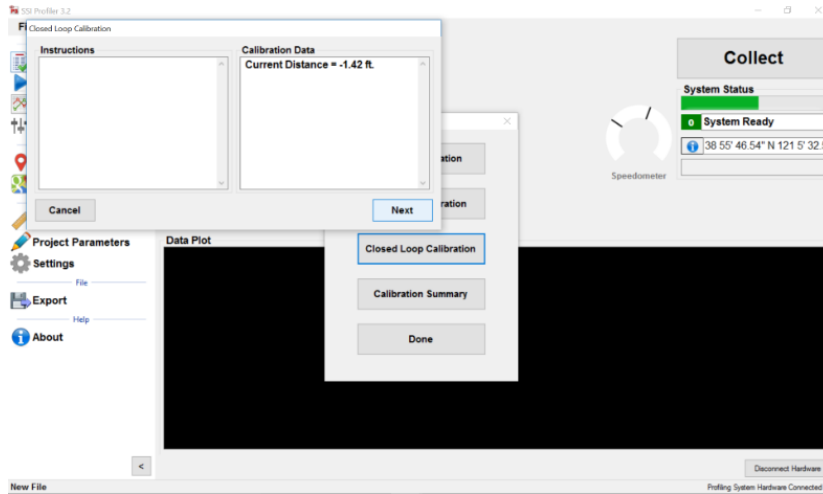 SSI Profiler 3.2
Fi
Closed Loop Calibration
Instructions
Calibration Data
Current Distance = -1.42 ft.
Cancel
Next
Collect
System Status
0 System Ready
38 55' 46.54" N 121 5' 32.
Speedometer
ation
ration
Closed Loop Calibration
Calibration Summary
Done
Project Parameters
Settings
File
Export
Help
About
Data Plot
<
Disconnect Hardware
New File
Profiling System Hardware Connected